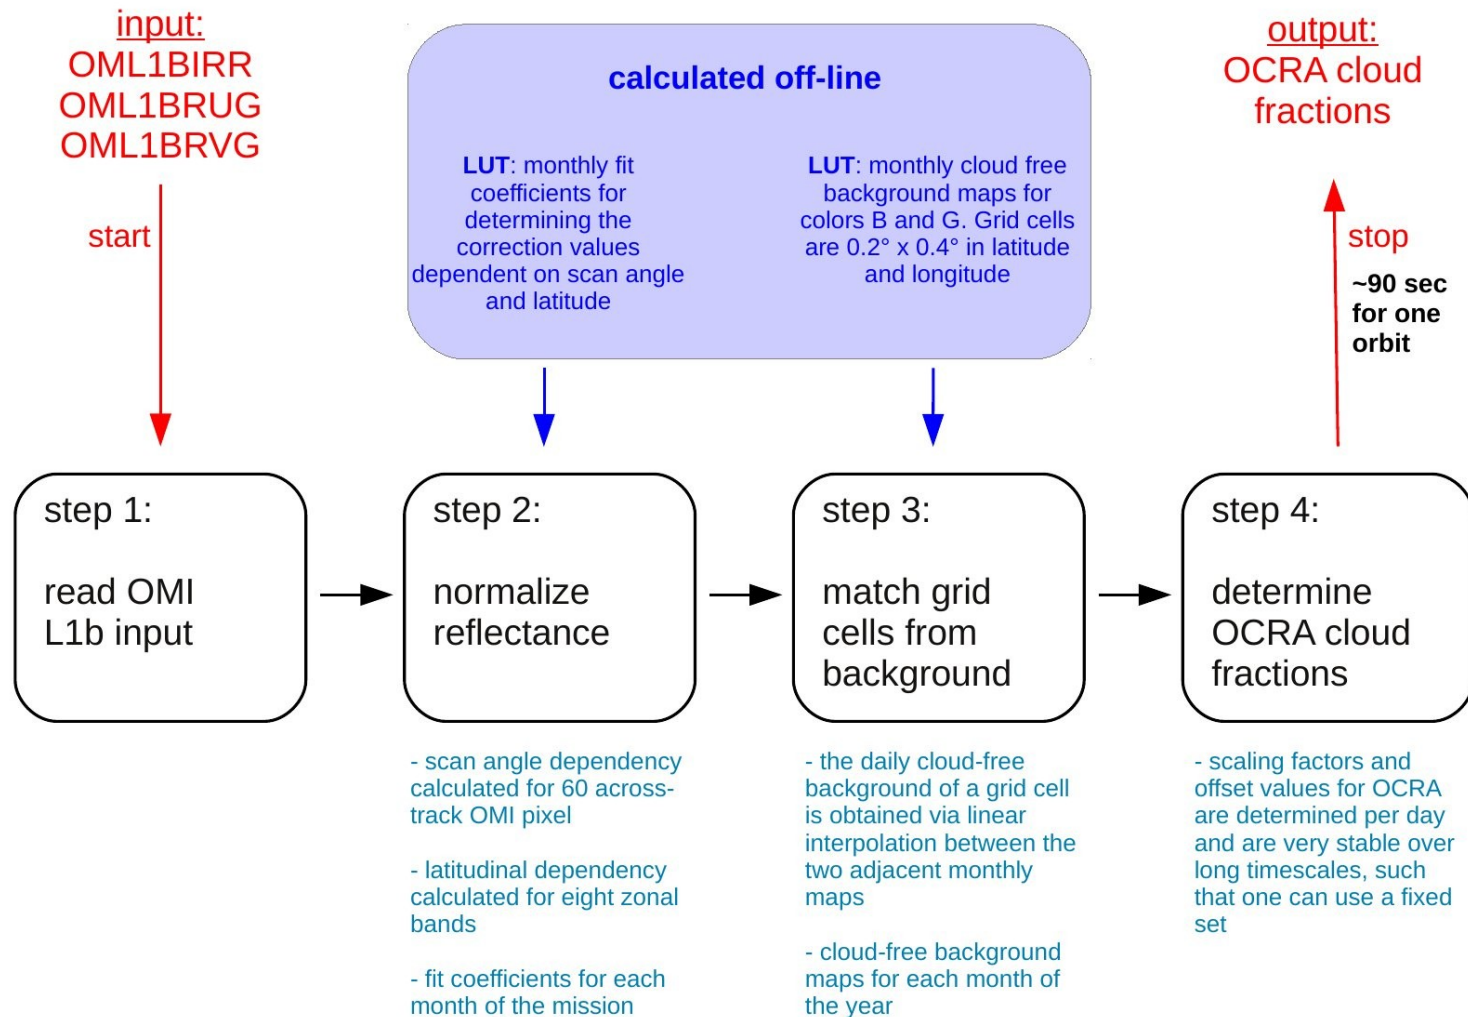 input:
OML1BIRR
OML1BRUG
OML1BRVG
start
calculated off-line
LUT: monthly fit
coefficients for
determining the
correction values
dependent on scan angle
and latitude
LUT: monthly cloud free
background maps for
colors B and G. Grid cells
are 0.2° x 0.4° in latitude
and longitude
output:
OCRA cloud
fractions
stop
~90 sec
for one
orbit
step 1:
read OMI
L1b input
step 2:
normalize
reflectance
step 3:
match grid
cells from
background
step 4:
determine
OCRA cloud
fractions
- scan angle dependency
calculated for 60 across-
track OMI pixel
- latitudinal dependency
calculated for eight zonal
bands
- fit coefficients for each
month of the mission
- the daily cloud-free
background of a grid cell
is obtained via linear
interpolation between the
two adjacent monthly
maps
- cloud-free background
maps for each month of
the year
- scaling factors and
offset values for OCRA
are determined per day
and are very stable over
long timescales, such
that one can use a fixed
set